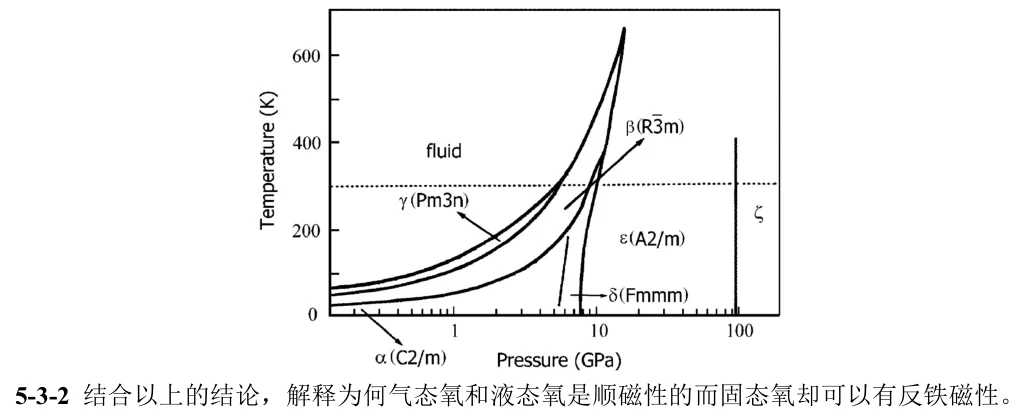 600
400
200
0
Temperature (K)
fluid
γ(Pm3n)
β(R3̅m)
ε(A2/m)
ζ
δ(Fmmm)
α(C2/m)
1
10
100
Pressure (GPa)
5-3-2 结合以上的结论，解释为何气态氧和液态氧是顺磁性的而固态氧却可以有反铁磁性。